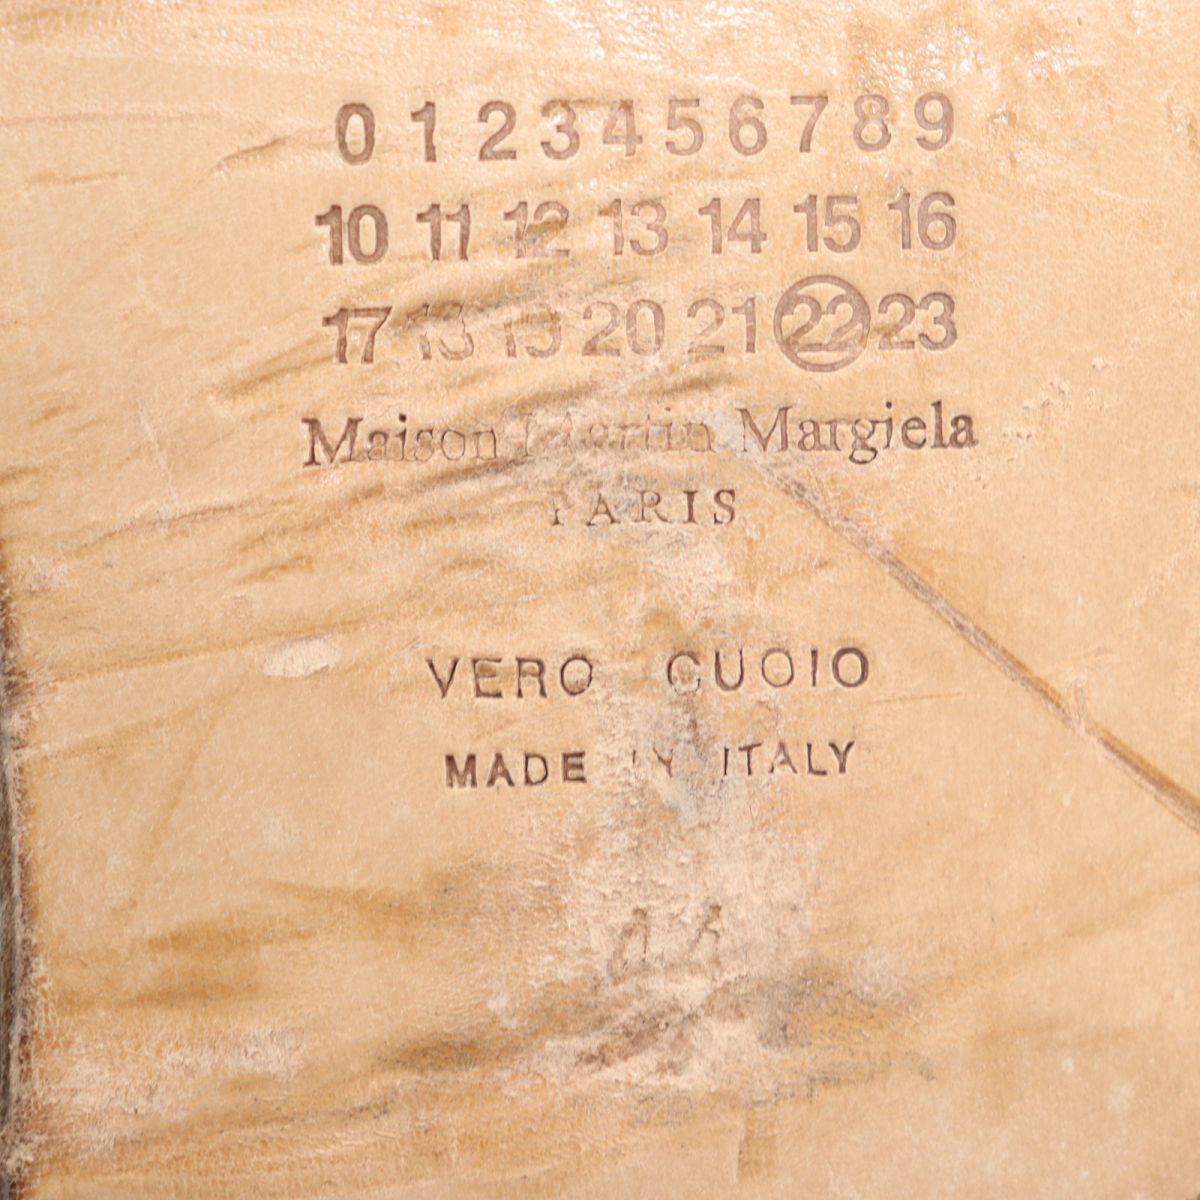 0 1 2 3 4 5 6 7 8 9
10 11 12 13 14 15 16
17 18 19 20 21 22 23
Maison Martin Margiela
PARIS
VERO CUOIO
MADE IN ITALY